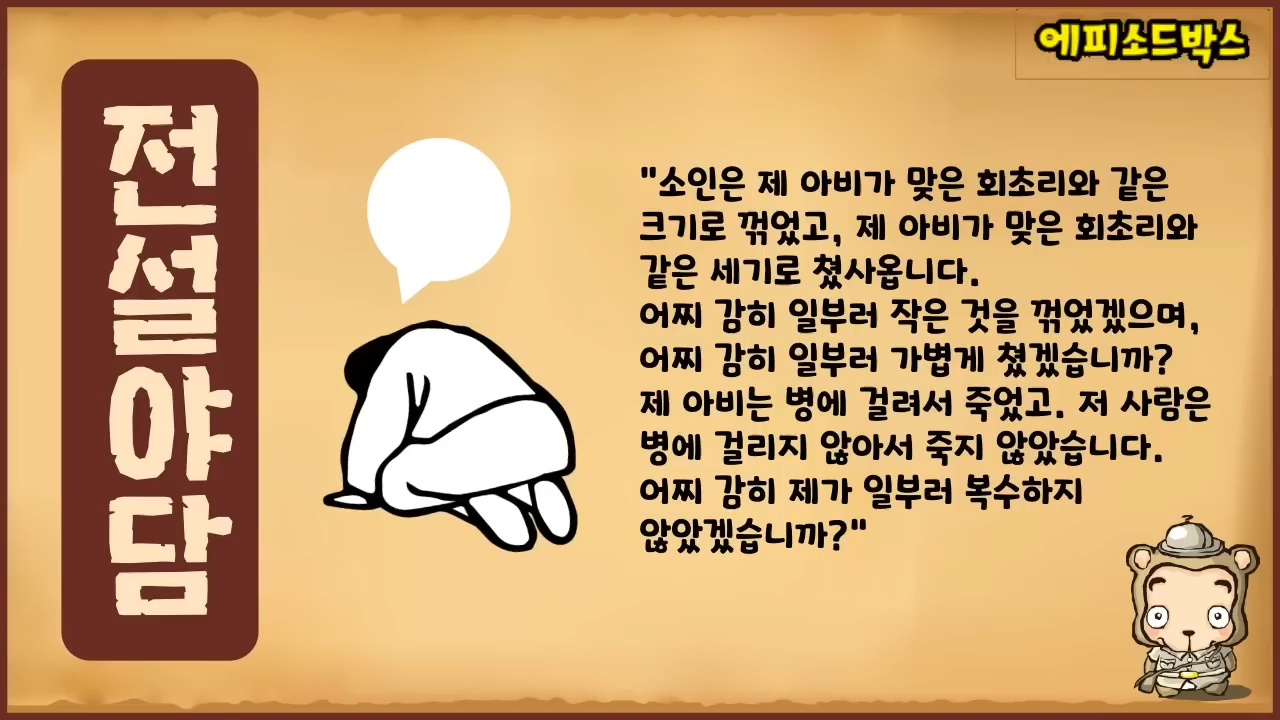 에피소드박스
전설야담
"소인은 제 아비가 맞은 회초리와 같은
크기로 꺾었고, 제 아비가 맞은 회초리와
같은 세기로 쳤사옵니다.
어찌 감히 일부러 작은 것을 꺾었겠으며,
어찌 감히 일부러 가볍게 쳤겠습니까?
제 아비는 병에 걸려서 죽었고. 저 사람은
병에 걸리지 않아서 죽지 않았습니다.
어찌 감히 제가 일부러 복수하지
않았겠습니까?"